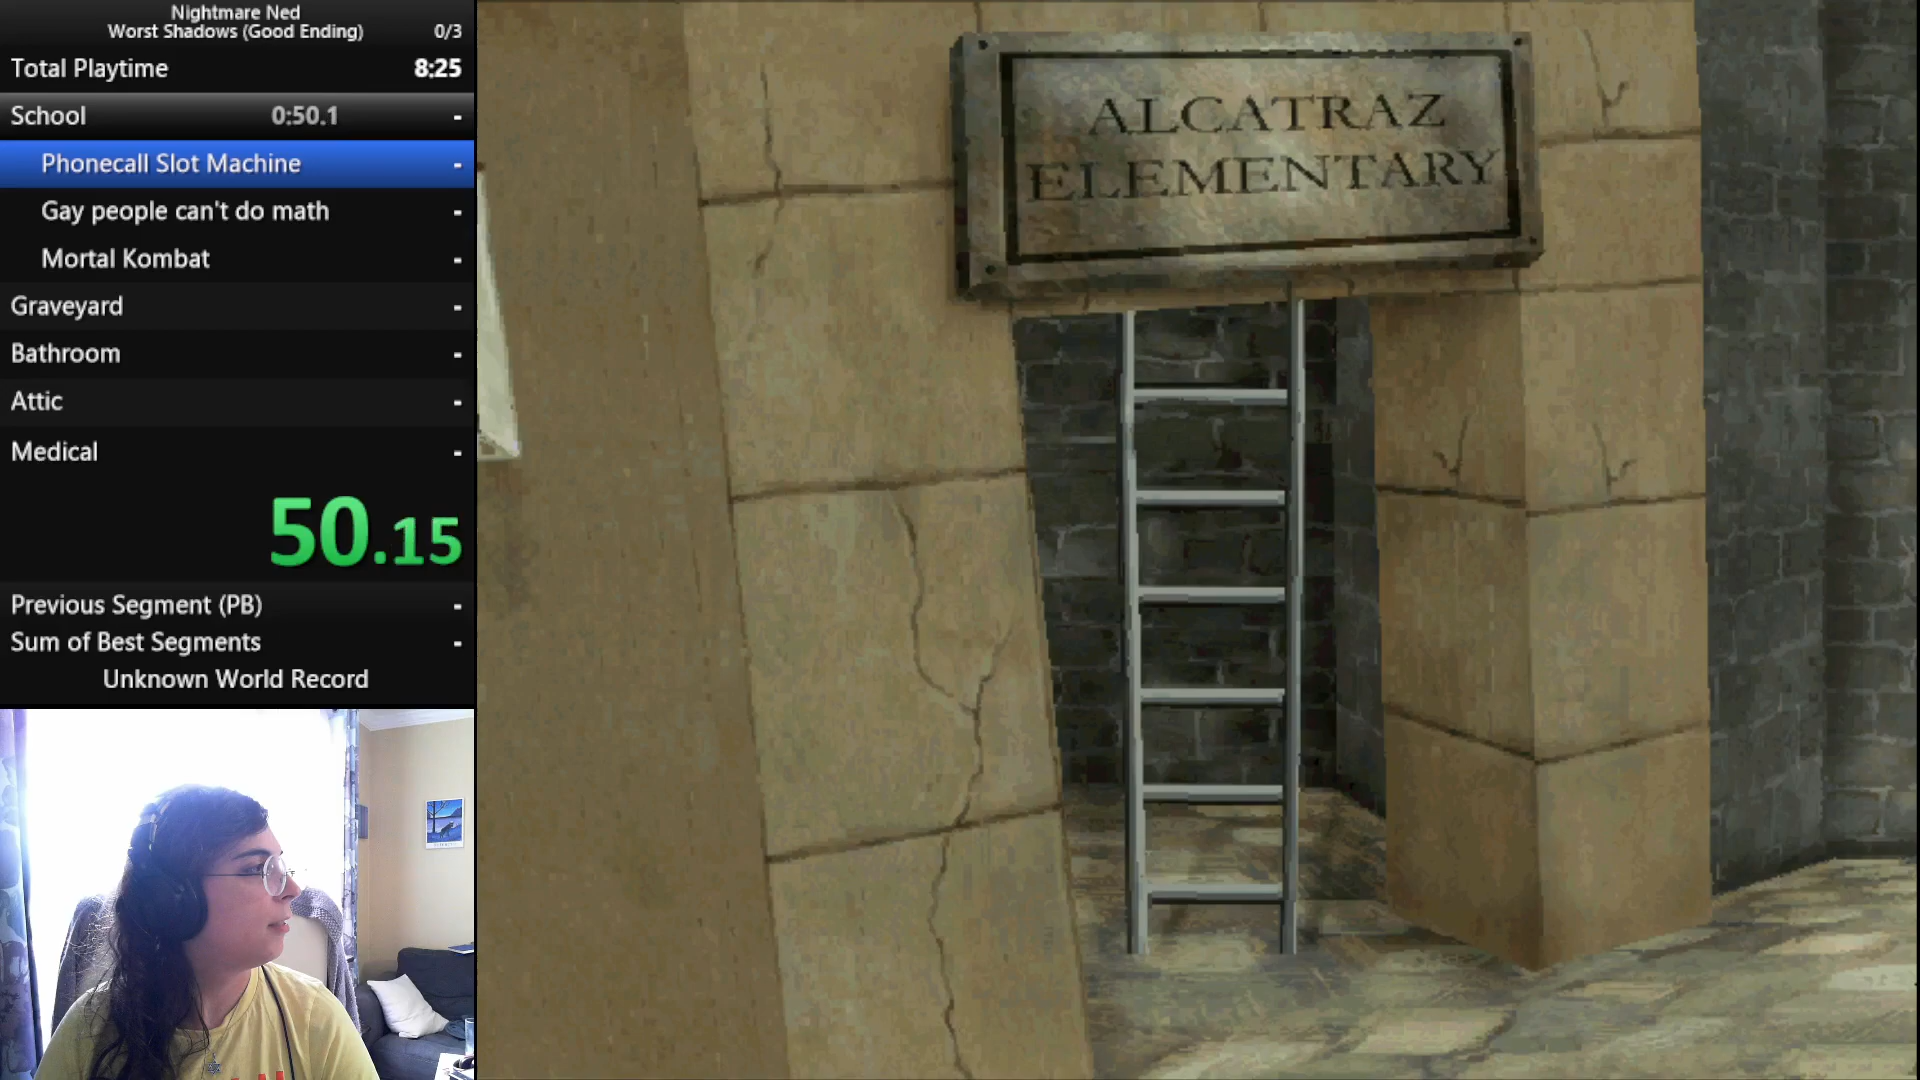 Nightmare Ned
Worst Shadows (Good Ending) 0/3
Total Playtime 8:25
School 0:50.1 -
Phonecall Slot Machine -
Gay people can't do math -
Mortal Kombat -
Graveyard -
Bathroom -
Attic -
Medical -
50.15
Previous Segment (PB) -
Sum of Best Segments -
Unknown World Record
ALCATRAZ
ELEMENTARY